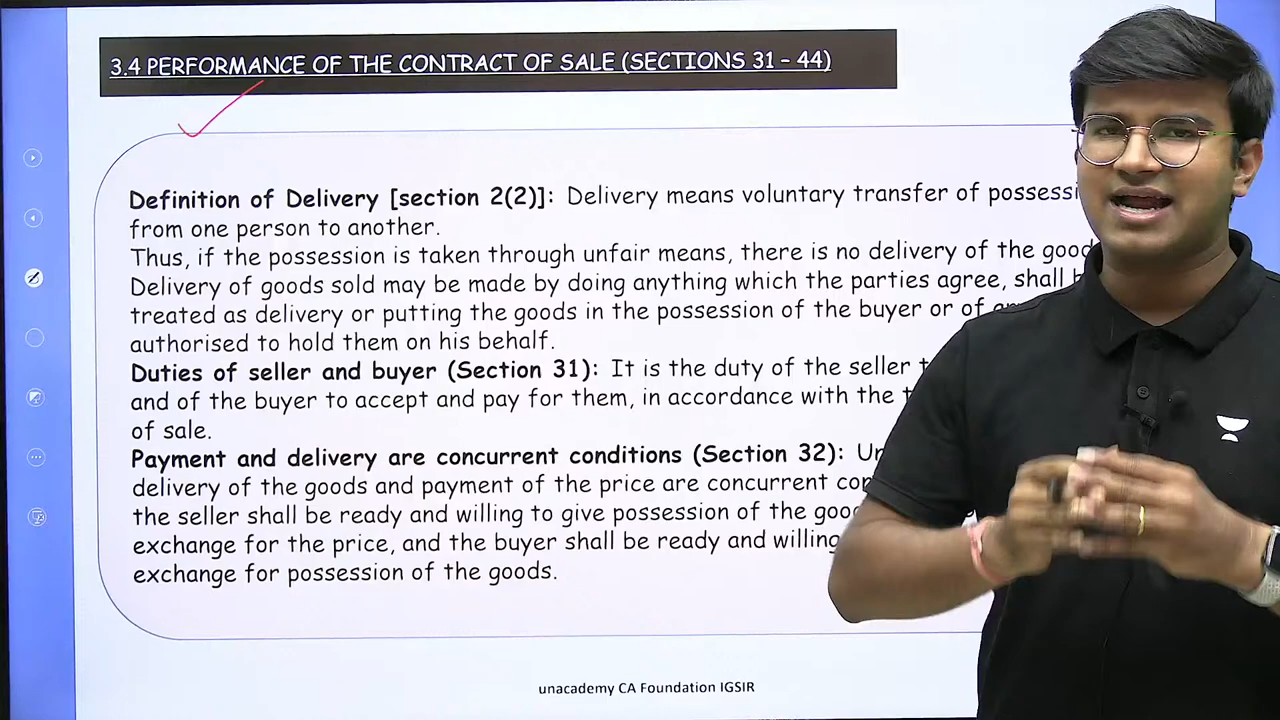 3.4 PERFORMANCE OF THE CONTRACT OF SALE (SECTIONS 31 – 44)
Definition of Delivery [section 2(2)]: Delivery means voluntary transfer of possessi
from one person to another.
Thus, if the possession is taken through unfair means, there is no delivery of the good
Delivery of goods sold may be made by doing anything which the parties agree, shall b
treated as delivery or putting the goods in the possession of the buyer or of
authorised to hold them on his behalf.
Duties of seller and buyer (Section 31): It is the duty of the seller t
and of the buyer to accept and pay for them, in accordance with the t
of sale.
Payment and delivery are concurrent conditions (Section 32): Un
delivery of the goods and payment of the price are concurrent con
the seller shall be ready and willing to give possession of the goo
exchange for the price, and the buyer shall be ready and willing
exchange for possession of the goods.
unacademy CA Foundation IGSIR